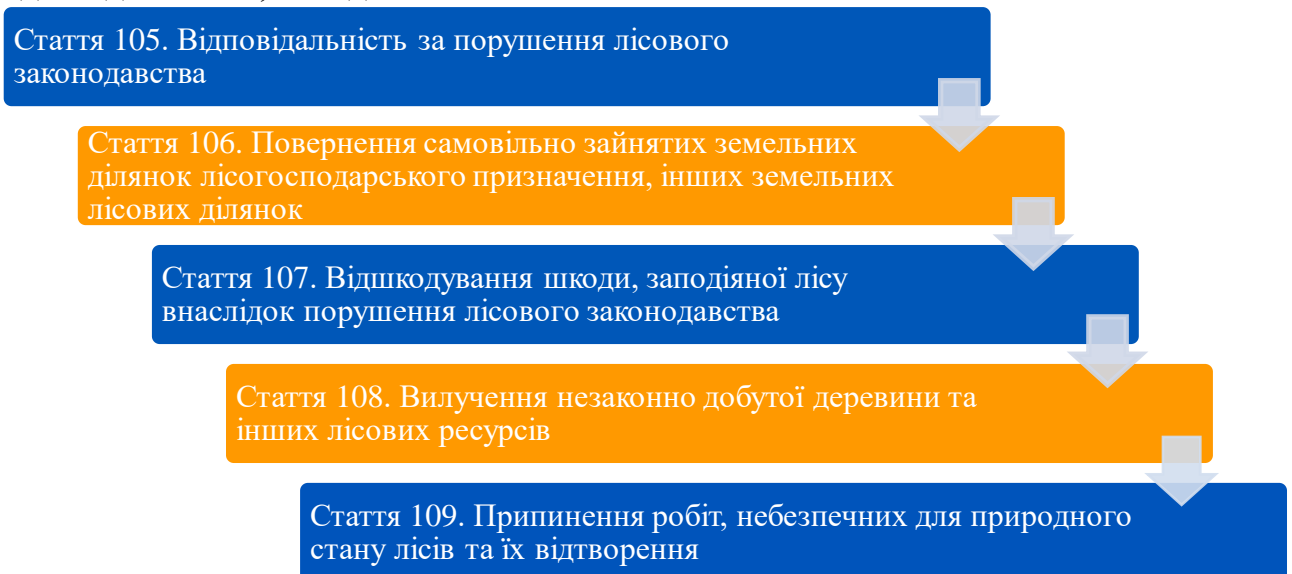 Стаття 105. Відповідальність за порушення лісового
законодавства
Стаття 106. Повернення самовільно зайнятих земельних
ділянок лісогосподарського призначення, інших земельних
лісових ділянок
Стаття 107. Відшкодування шкоди, заподіяної лісу
внаслідок порушення лісового законодавства
Стаття 108. Вилучення незаконно добутої деревини та
інших лісових ресурсів
Стаття 109. Припинення робіт, небезпечних для природного
стану лісів та їх відтворення